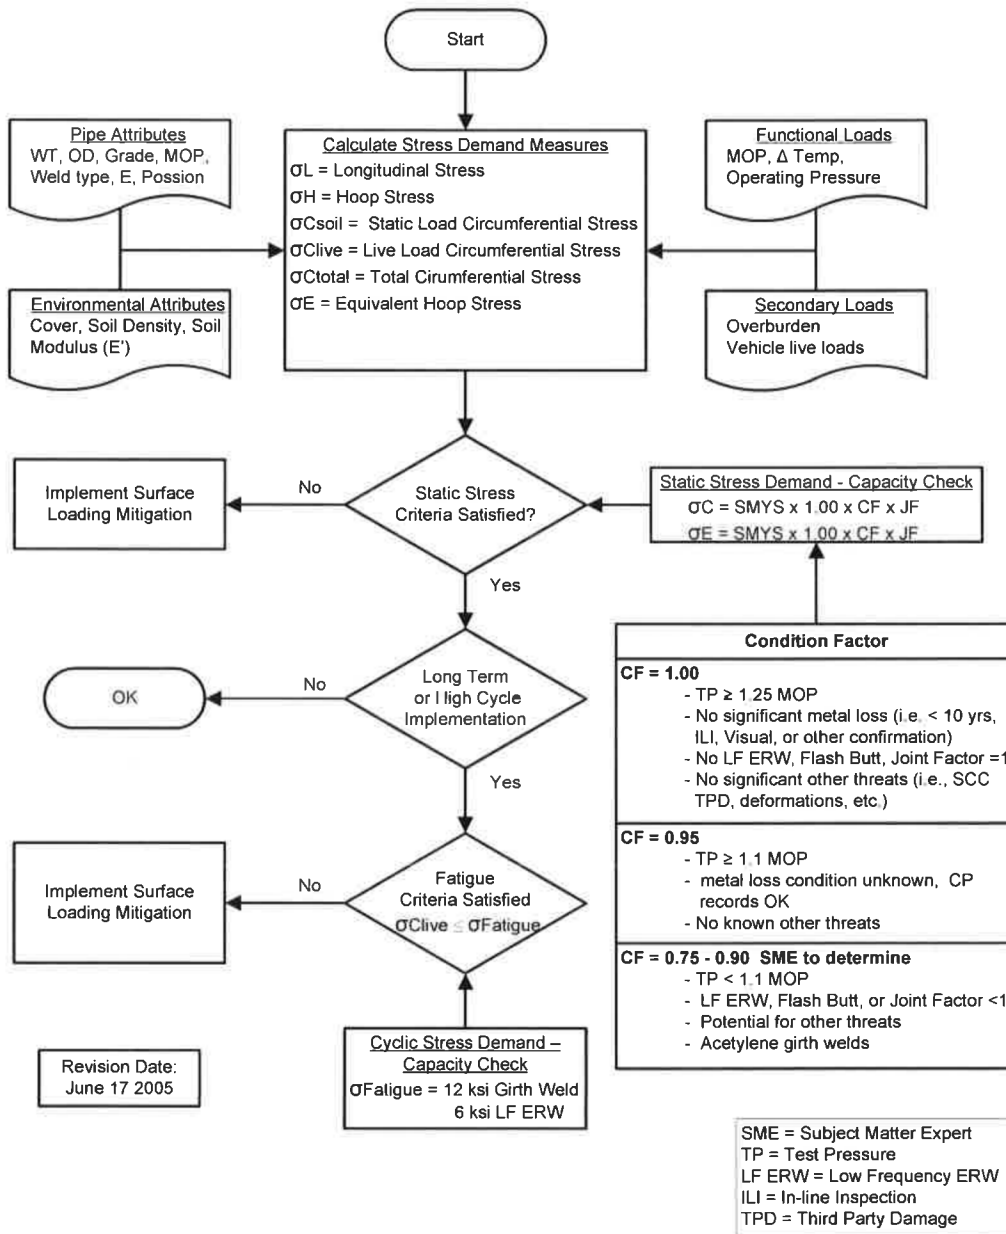 Start
Pipe Attributes
WT, OD, Grade, MOP,
Weld type, E, Possion
Calculate Stress Demand Measures
σL = Longitudinal Stress
σH = Hoop Stress
σCsoil = Static Load Circumferential Stress
σClive = Live Load Circumferential Stress
σCtotal = Total Cirumferential Stress
σE = Equivalent Hoop Stress
Functional Loads
MOP, Δ Temp,
Operating Pressure
Environmental Attributes
Cover, Soil Density, Soil
Modulus (E')
Secondary Loads
Overburden
Vehicle live loads
Implement Surface
Loading Mitigation
No
Static Stress
Criteria Satisfied?
Static Stress Demand - Capacity Check
σC = SMYS x 1.00 x CF x JF
σE = SMYS x 1.00 x CF x JF
Yes
OK
No
Long Term
or High Cycle
Implementation
Yes
Condition Factor
CF = 1.00
- TP ≥ 1.25 MOP
- No significant metal loss (i.e. < 10 yrs,
ILI, Visual, or other confirmation)
- No LF ERW, Flash Butt, Joint Factor =1
- No significant other threats (i.e., SCC
TPD, deformations, etc.)
CF = 0.95
- TP ≥ 1.1 MOP
- metal loss condition unknown, CP
records OK
- No known other threats
CF = 0.75 - 0.90 SME to determine
- TP < 1.1 MOP
- LF ERW, Flash Butt, or Joint Factor <1
- Potential for other threats
- Acetylene girth welds
Implement Surface
Loading Mitigation
No
Fatigue
Criteria Satisfied
σClive ≤ σFatigue
Cyclic Stress Demand –
Capacity Check
σFatigue = 12 ksi Girth Weld
6 ksi LF ERW
Revision Date:
June 17 2005
SME = Subject Matter Expert
TP = Test Pressure
LF ERW = Low Frequency ERW
ILI = In-line Inspection
TPD = Third Party Damage